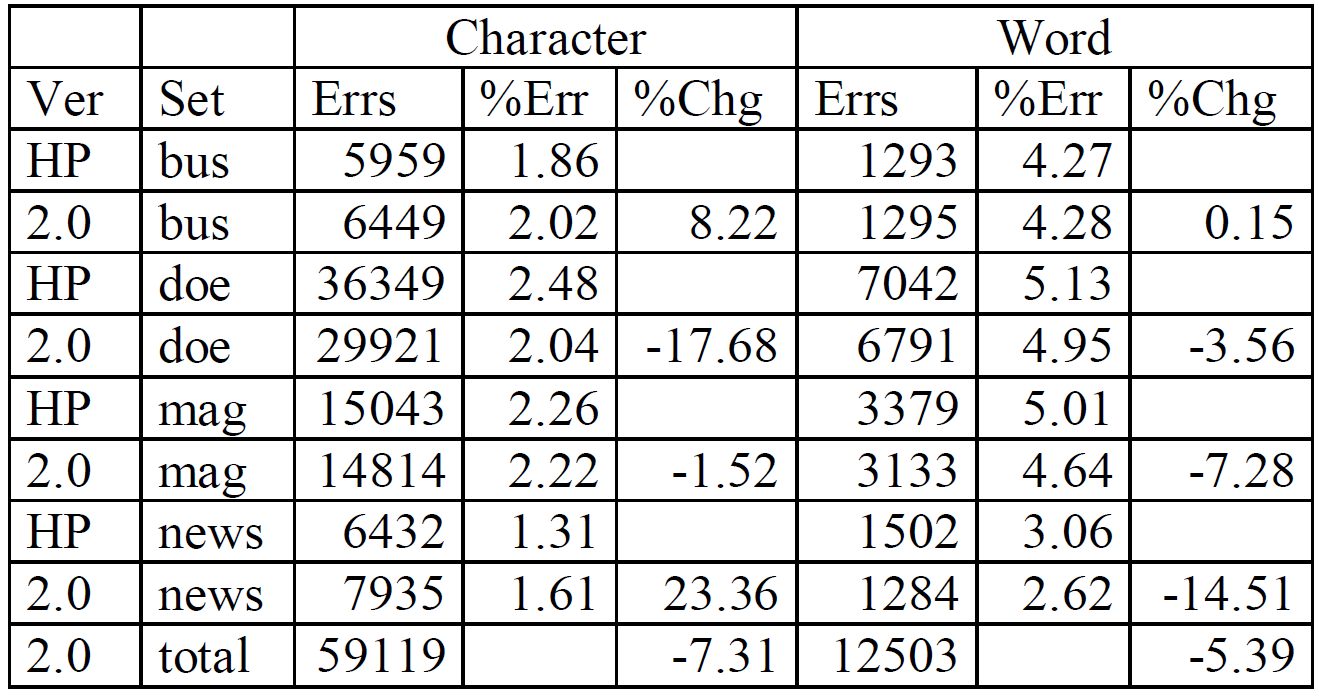 Character Word
Ver Set Errs %Err %Chg Errs %Err %Chg
HP bus 5959 1.86 1293 4.27
2.0 bus 6449 2.02 8.22 1295 4.28 0.15
HP doe 36349 2.48 7042 5.13
2.0 doe 29921 2.04 -17.68 6791 4.95 -3.56
HP mag 15043 2.26 3379 5.01
2.0 mag 14814 2.22 -1.52 3133 4.64 -7.28
HP news 6432 1.31 1502 3.06
2.0 news 7935 1.61 23.36 1284 2.62 -14.51
2.0 total 59119 -7.31 12503 -5.39